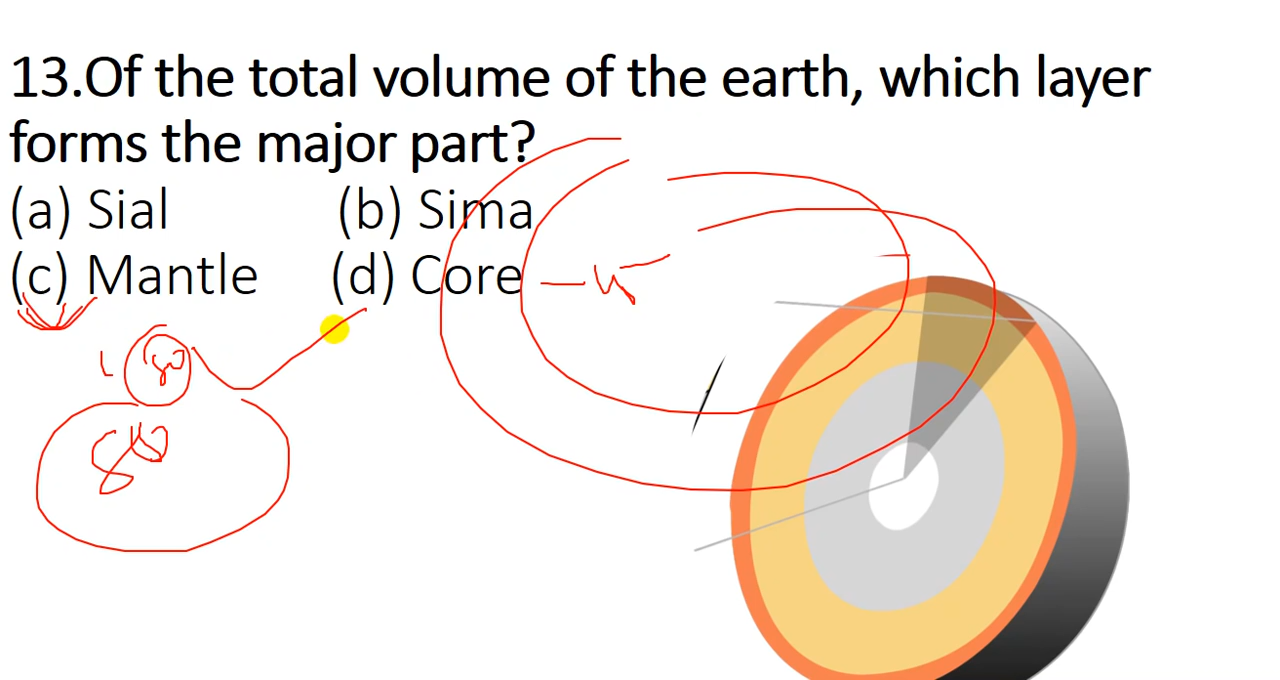 13.Of the total volume of the earth, which layer
forms the major part?
(a) Sial (b) Sima
(c) Mantle (d) Core